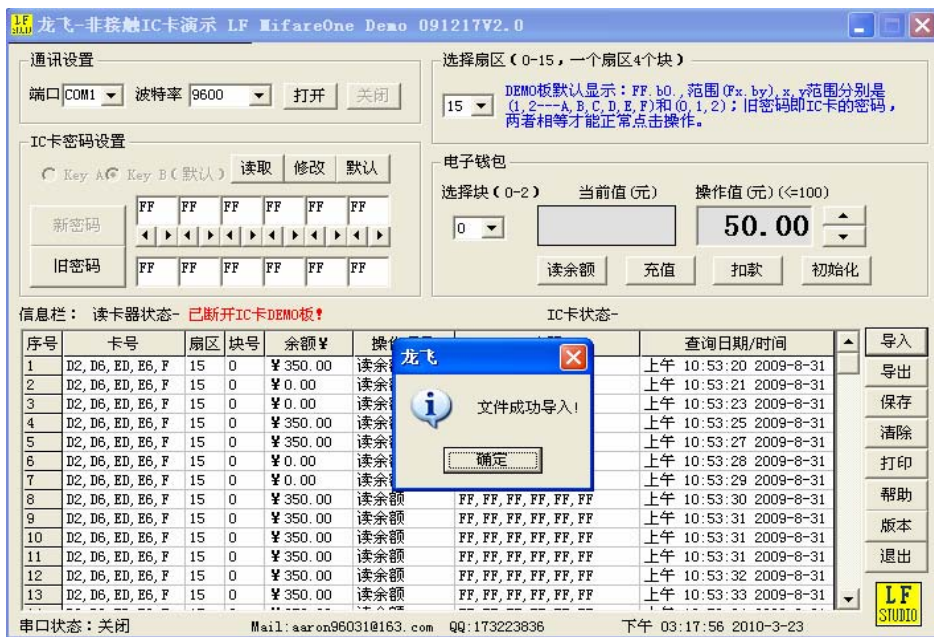 LF STUDIO 龙飞-非接触IC卡演示 LF MifareOne Demo 091217V2.0
通讯设置
端口 COM1 波特率 9600 打开 关闭
选择扇区(0-15，一个扇区4个块)
15
DEMO板默认显示：FF.b0.,范围(Fx.by),x,y范围分别是
(1,2---A,B,C,D,E,F)和(0,1,2)；旧密码即IC卡的密码，
两者相等才能正常点击操作。
IC卡密码设置
Key A Key B(默认) 读取 修改 默认
新密码 FF FF FF FF FF FF
旧密码 FF FF FF FF FF FF
电子钱包
选择块(0-2) 当前值(元) 操作值(元)(<=100)
0 50.00
读余额 充值 扣款 初始化
信息栏： 读卡器状态- 已断开IC卡DEMO板! IC卡状态-
序号 卡号 扇区 块号 余额¥ 查询日期/时间
1 D2,D6,ED,E6,F 15 0 ¥350.00 读余 上午 10:53:20 2009-8-31
2 D2,D6,ED,E6,F 15 0 ¥0.00 读余 上午 10:53:21 2009-8-31
3 D2,D6,ED,E6,F 15 0 ¥0.00 读余 上午 10:53:23 2009-8-31
4 D2,D6,ED,E6,F 15 0 ¥350.00 读余 上午 10:53:25 2009-8-31
5 D2,D6,ED,E6,F 15 0 ¥350.00 读余 上午 10:53:27 2009-8-31
6 D2,D6,ED,E6,F 15 0 ¥0.00 读余 上午 10:53:28 2009-8-31
7 D2,D6,ED,E6,F 15 0 ¥0.00 读余 上午 10:53:29 2009-8-31
8 D2,D6,ED,E6,F 15 0 ¥350.00 读余额 FF,FF,FF,FF,FF,FF 上午 10:53:30 2009-8-31
9 D2,D6,ED,E6,F 15 0 ¥350.00 读余额 FF,FF,FF,FF,FF,FF 上午 10:53:31 2009-8-31
10 D2,D6,ED,E6,F 15 0 ¥350.00 读余额 FF,FF,FF,FF,FF,FF 上午 10:53:31 2009-8-31
11 D2,D6,ED,E6,F 15 0 ¥350.00 读余额 FF,FF,FF,FF,FF,FF 上午 10:53:31 2009-8-31
12 D2,D6,ED,E6,F 15 0 ¥350.00 读余额 FF,FF,FF,FF,FF,FF 上午 10:53:32 2009-8-31
13 D2,D6,ED,E6,F 15 0 ¥350.00 读余额 FF,FF,FF,FF,FF,FF 上午 10:53:33 2009-8-31
龙飞
文件成功导入!
确定
导入
导出
保存
清除
打印
帮助
版本
退出
LF
STUDIO
串口状态：关闭 Mail:aaron96031@163.com QQ:173223836 下午 03:17:56 2010-3-23